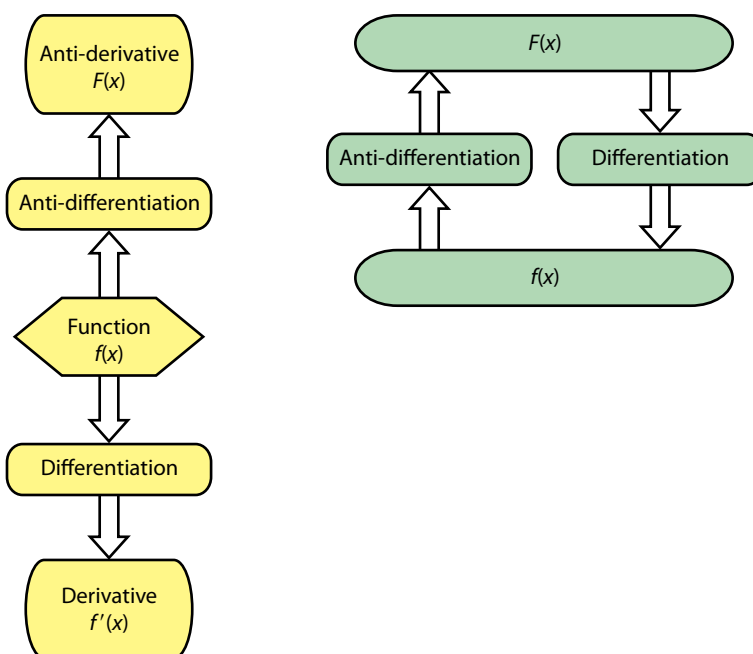 Anti-derivative
F(x)
Anti-differentiation
Function
f(x)
Differentiation
Derivative
f'(x)
F(x)
Anti-differentiation
Differentiation
f(x)